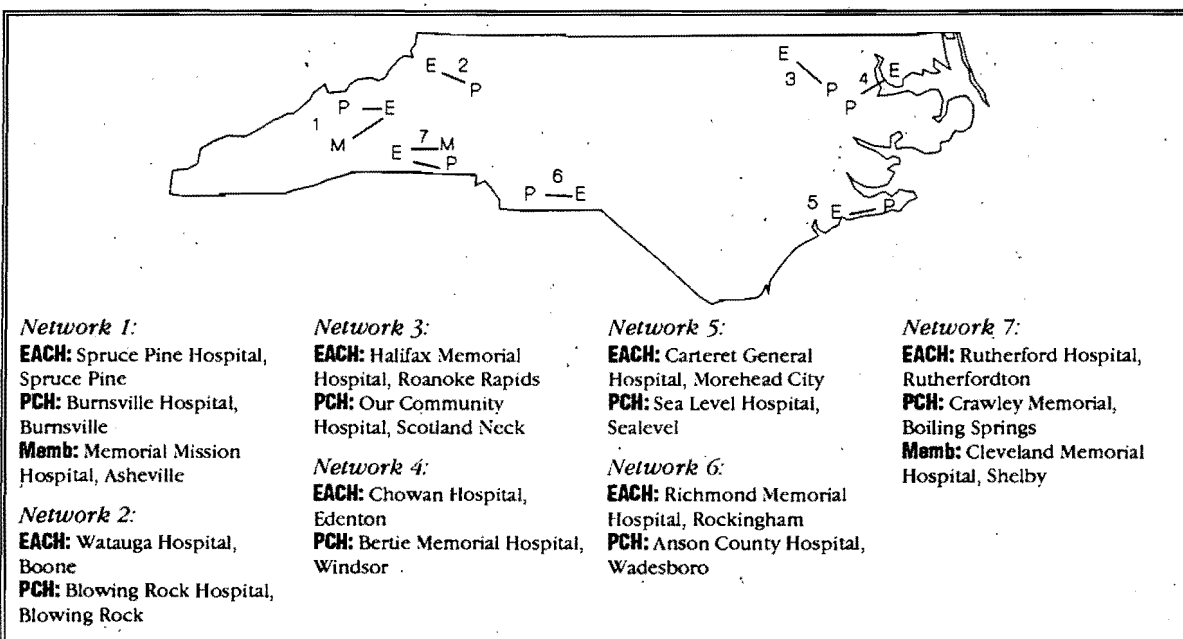 E 2
P
E
3
P
4 E
P
P E
1
M
7 M
E
P
6
P E
5 E P
Network 1:
EACH: Spruce Pine Hospital,
Spruce Pine
PCH: Burnsville Hospital,
Burnsville
Memb: Memorial Mission
Hospital, Asheville
Network 2:
EACH: Watauga Hospital,
Boone
PCH: Blowing Rock Hospital,
Blowing Rock
Network 3:
EACH: Halifax Memorial
Hospital, Roanoke Rapids
PCH: Our Community
Hospital, Scotland Neck
Network 4:
EACH: Chowan Hospital,
Edenton
PCH: Bertie Memorial Hospital,
Windsor
Network 5:
EACH: Carteret General
Hospital, Morehead City
PCH: Sea Level Hospital,
Sealevel
Network 6:
EACH: Richmond Memorial
Hospital, Rockingham
PCH: Anson County Hospital,
Wadesboro
Network 7:
EACH: Rutherford Hospital,
Rutherfordton
PCH: Crawley Memorial,
Boiling Springs
Memb: Cleveland Memorial
Hospital, Shelby